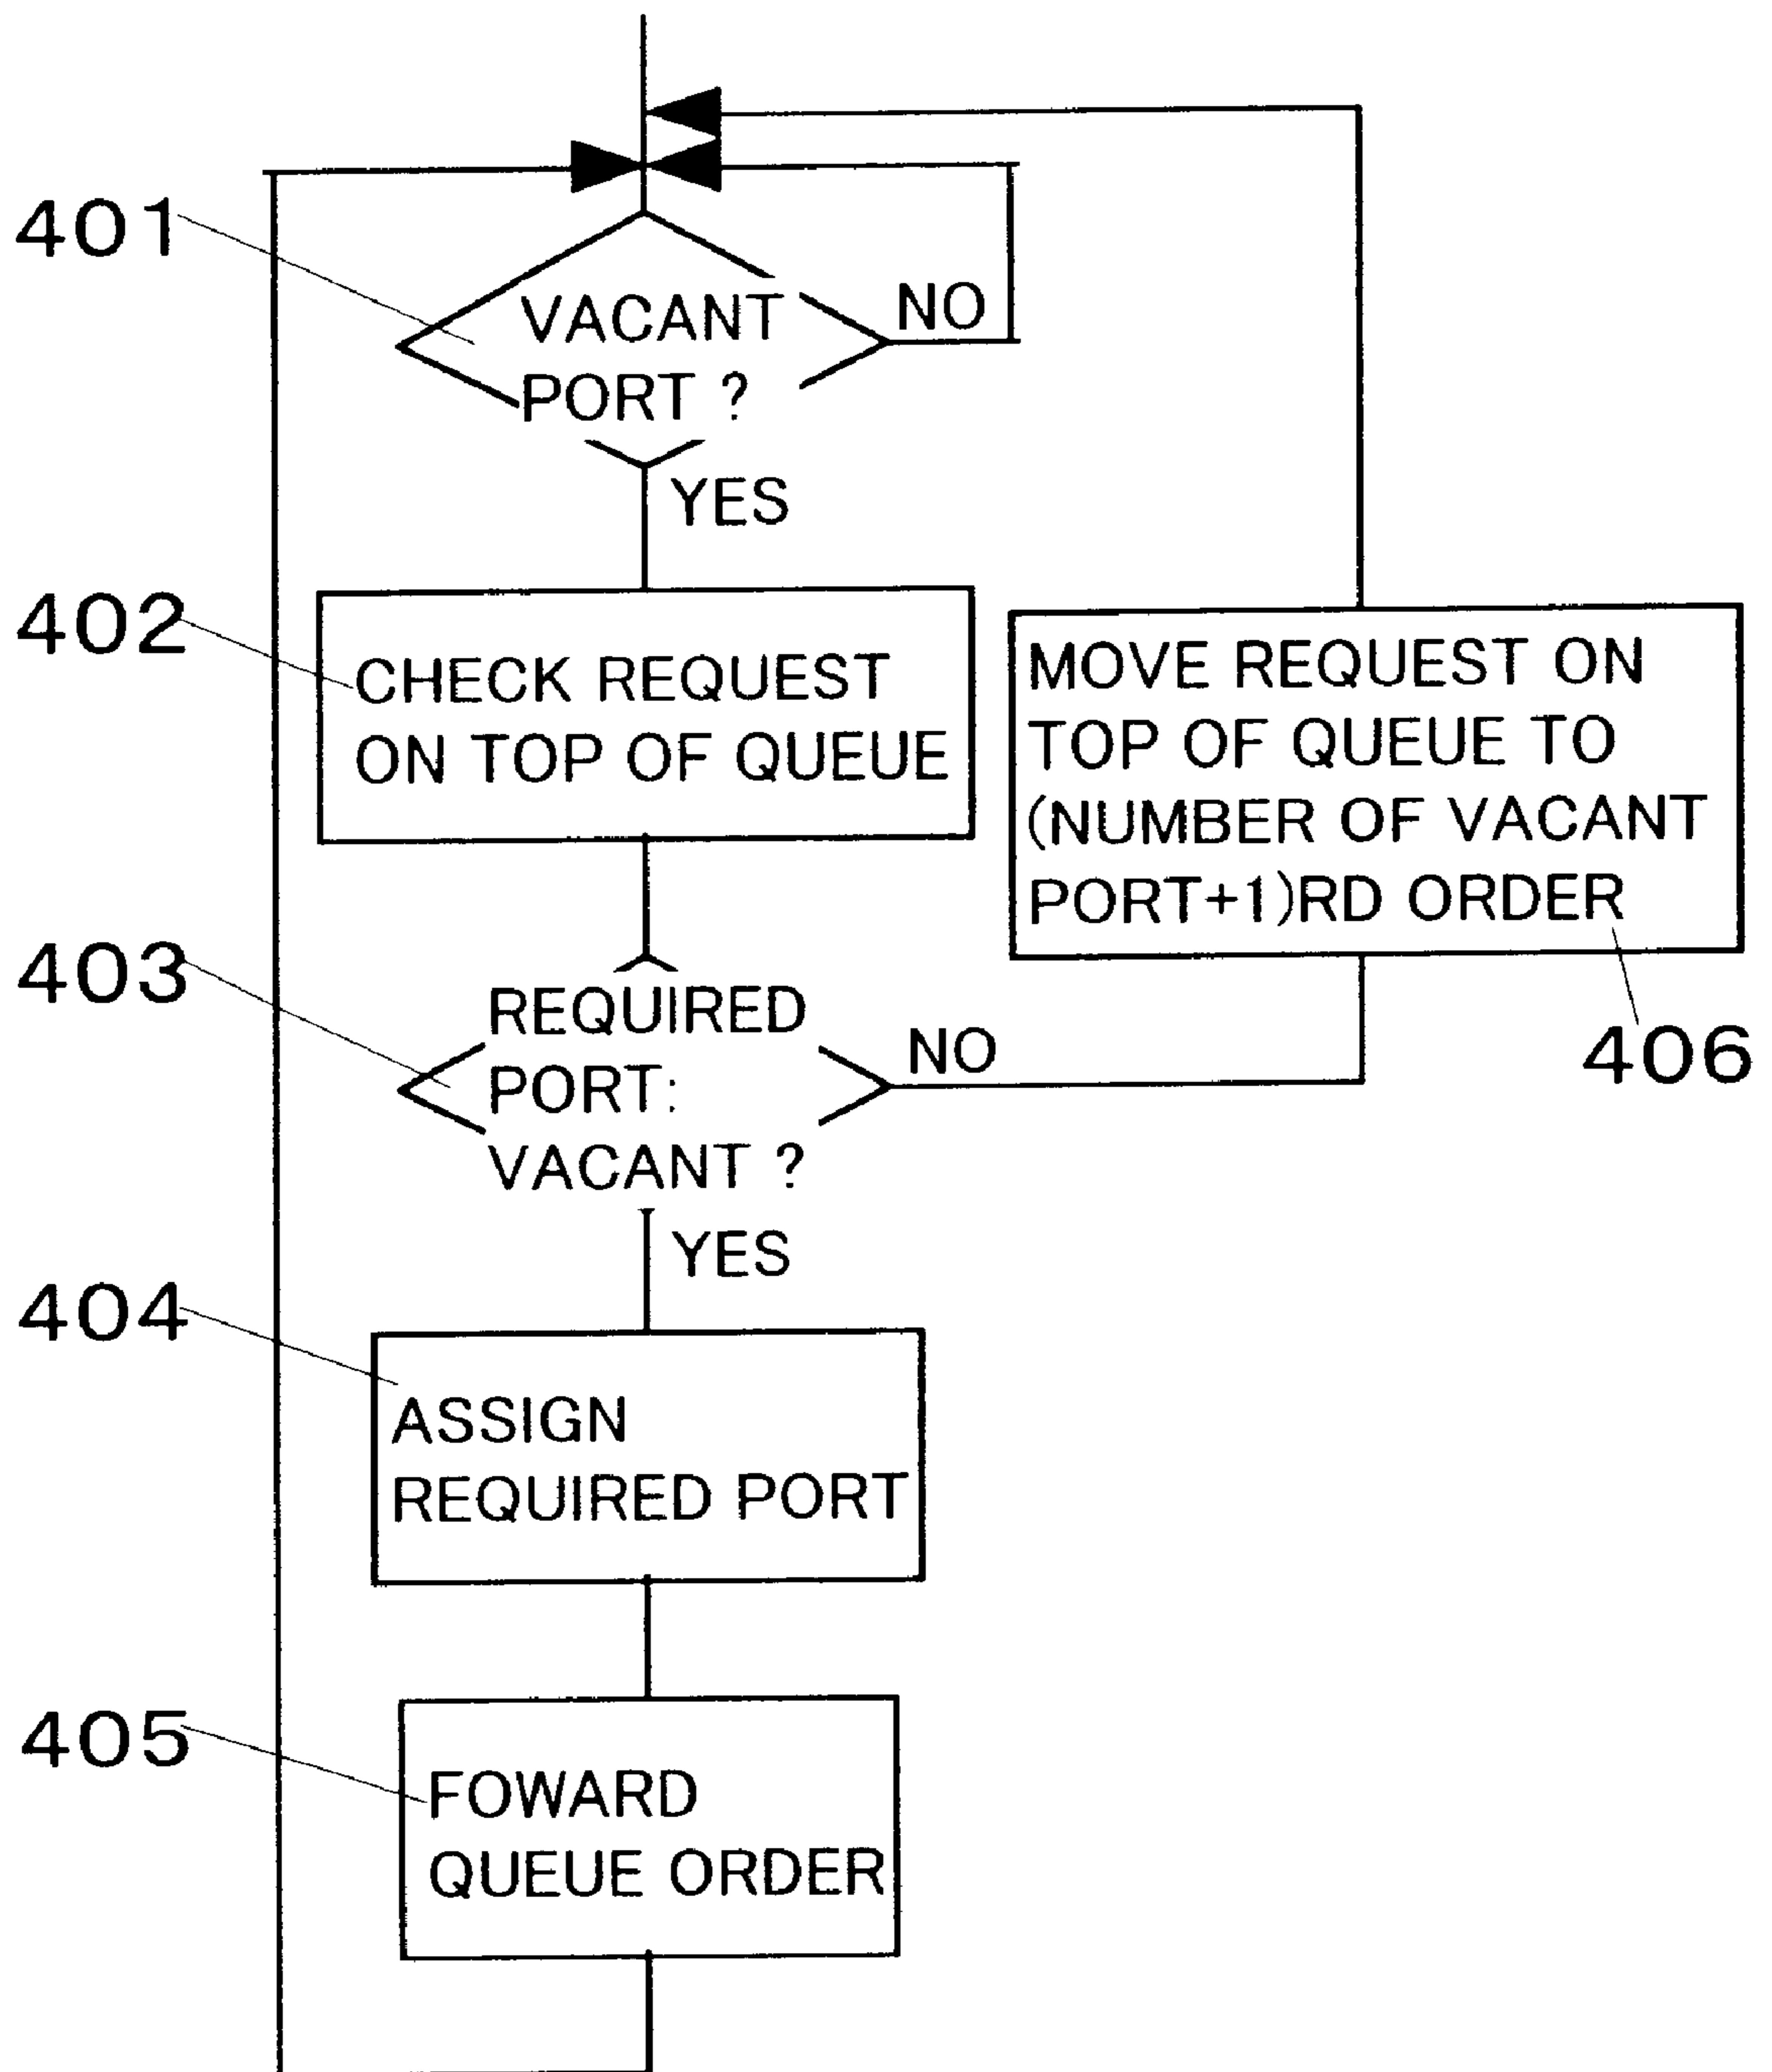 401
VACANT
PORT ?
NO
YES
402
CHECK REQUEST
ON TOP OF QUEUE
MOVE REQUEST ON
TOP OF QUEUE TO
(NUMBER OF VACANT
PORT+1)RD ORDER
403
REQUIRED
PORT:
VACANT ?
NO
406
YES
404
ASSIGN
REQUIRED PORT
405
FOWARD
QUEUE ORDER